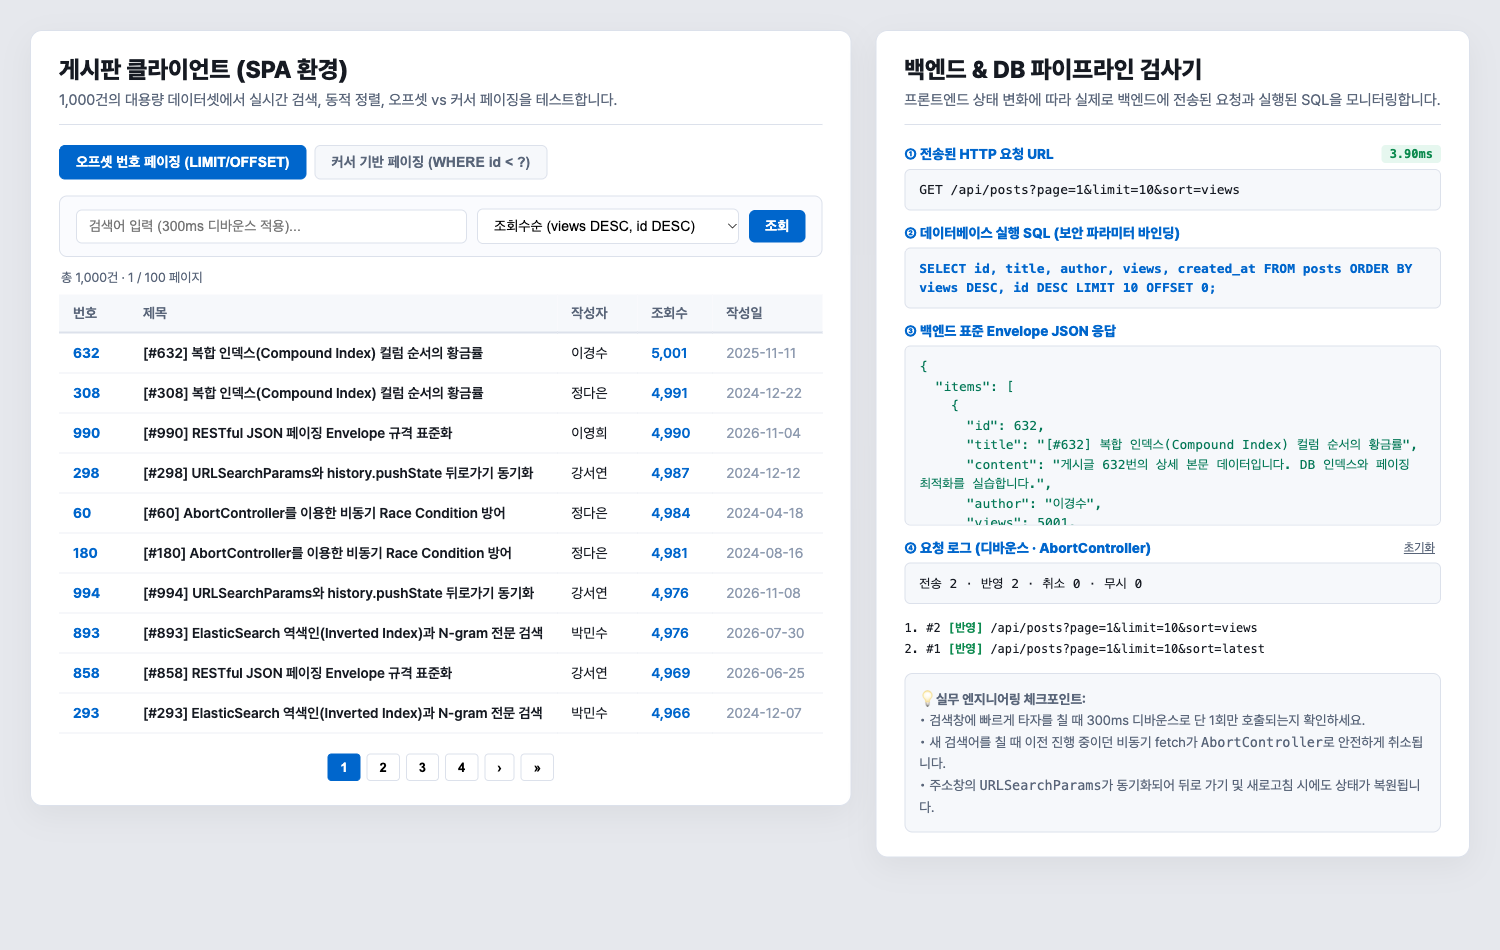 게시판 클라이언트 (SPA 환경)
1,000건의 대용량 데이터셋에서 실시간 검색, 동적 정렬, 오프셋 vs 커서 페이징을 테스트합니다.
오프셋 번호 페이징 (LIMIT/OFFSET)
커서 기반 페이징 (WHERE id < ?)
검색어 입력 (300ms 디바운스 적용)...
조회수순 (views DESC, id DESC)
조회
총 1,000건 · 1 / 100 페이지
번호 제목 작성자 조회수 작성일
632 [#632] 복합 인덱스(Compound Index) 컬럼 순서의 황금률 이경수 5,001 2025-11-11
308 [#308] 복합 인덱스(Compound Index) 컬럼 순서의 황금률 정다은 4,991 2024-12-22
990 [#990] RESTful JSON 페이징 Envelope 규격 표준화 이영희 4,990 2026-11-04
298 [#298] URLSearchParams와 history.pushState 뒤로가기 동기화 강서연 4,987 2024-12-12
60 [#60] AbortController를 이용한 비동기 Race Condition 방어 정다은 4,984 2024-04-18
180 [#180] AbortController를 이용한 비동기 Race Condition 방어 정다은 4,981 2024-08-16
994 [#994] URLSearchParams와 history.pushState 뒤로가기 동기화 강서연 4,976 2026-11-08
893 [#893] ElasticSearch 역색인(Inverted Index)과 N-gram 전문 검색 박민수 4,976 2026-07-30
858 [#858] RESTful JSON 페이징 Envelope 규격 표준화 강서연 4,969 2026-06-25
293 [#293] ElasticSearch 역색인(Inverted Index)과 N-gram 전문 검색 박민수 4,966 2024-12-07
1 2 3 4 › »
백엔드 & DB 파이프라인 검사기
프론트엔드 상태 변화에 따라 실제로 백엔드에 전송된 요청과 실행된 SQL을 모니터링합니다.
① 전송된 HTTP 요청 URL 3.90ms
GET /api/posts?page=1&limit=10&sort=views
② 데이터베이스 실행 SQL (보안 파라미터 바인딩)
SELECT id, title, author, views, created_at FROM posts ORDER BY
views DESC, id DESC LIMIT 10 OFFSET 0;
③ 백엔드 표준 Envelope JSON 응답
{
"items": [
{
"id": 632,
"title": "[#632] 복합 인덱스(Compound Index) 컬럼 순서의 황금률",
"content": "게시글 632번의 상세 본문 데이터입니다. DB 인덱스와 페이징
최적화를 실습합니다.",
"author": "이경수",
"views": 5001,
④ 요청 로그 (디바운스 · AbortController) 초기화
전송 2 · 반영 2 · 취소 0 · 무시 0
1. #2 [반영] /api/posts?page=1&limit=10&sort=views
2. #1 [반영] /api/posts?page=1&limit=10&sort=latest
💡실무 엔지니어링 체크포인트:
• 검색창에 빠르게 타자를 칠 때 300ms 디바운스로 단 1회만 호출되는지 확인하세요.
• 새 검색어를 칠 때 이전 진행 중이던 비동기 fetch가 AbortController로 안전하게 취소됩
니다.
• 주소창의 URLSearchParams가 동기화되어 뒤로 가기 및 새로고침 시에도 상태가 복원됩니
다.